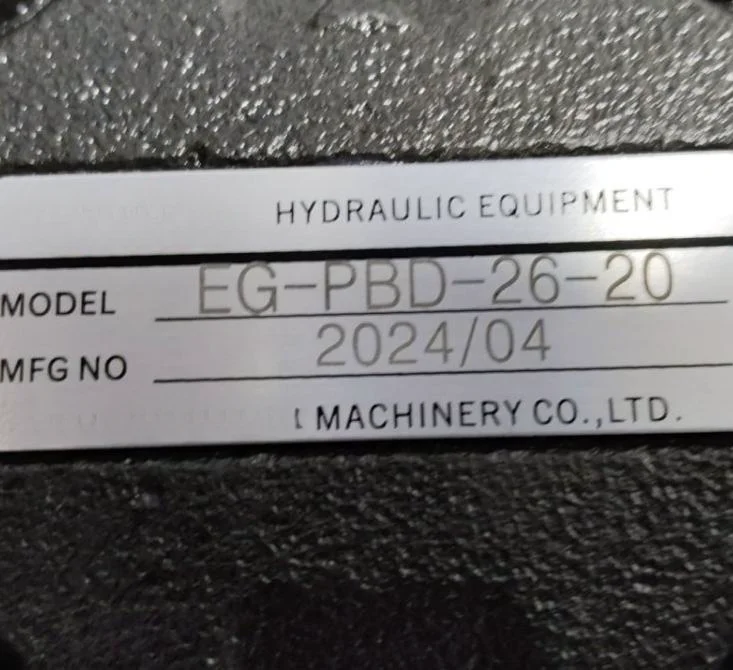 HYDRAULIC EQUIPMENT
MODEL EG-PBD-26-20
MFG NO 2024/04
MACHINERY CO.,LTD.